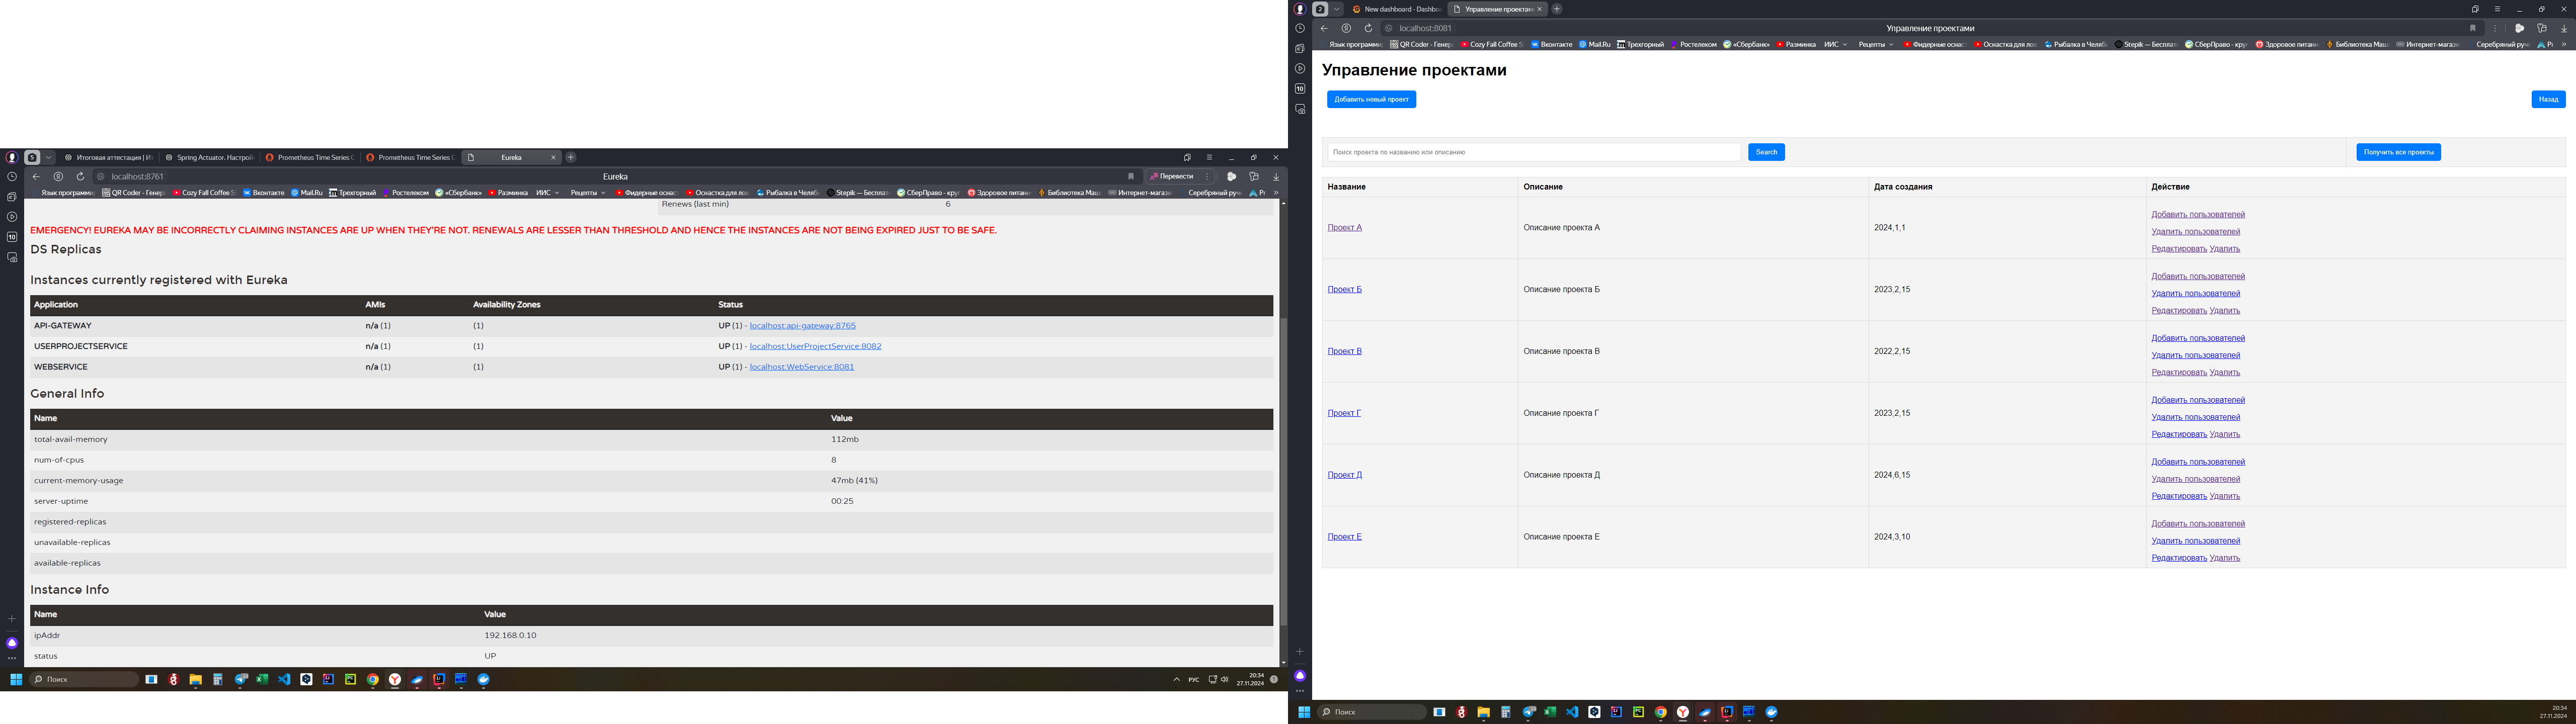 S
Итоговая аттестация | И
Spring Actuator. Настрой
Prometheus Time Series C
Prometheus Time Series C
Eureka
localhost:8761
Eureka
Перевести
Язык программи
QR Coder - Генер
Cozy Fall Coffee S
Вконтакте
Mail.Ru
Трехгорный
Ростелеком
«Сбербанк»
Разминка
ИИС
Рецепты
Фидерные оснаст
Оснастка для лов
Рыбалка в Челяб
Stepik — Бесплат
СберПраво - кру
Здоровое питани
Библиотека Маш
Интернет-магази
Серебряный руч
10
Renews (last min) 6
EMERGENCY! EUREKA MAY BE INCORRECTLY CLAIMING INSTANCES ARE UP WHEN THEY'RE NOT. RENEWALS ARE LESSER THAN THRESHOLD AND HENCE THE INSTANCES ARE NOT BEING EXPIRED JUST TO BE SAFE.
DS Replicas
Instances currently registered with Eureka
Application AMIs Availability Zones Status
API-GATEWAY n/a (1) (1) UP (1) - localhost:api-gateway:8765
USERPROJECTSERVICE n/a (1) (1) UP (1) - localhost:UserProjectService:8082
WEBSERVICE n/a (1) (1) UP (1) - localhost:WebService:8081
General Info
Name Value
total-avail-memory 112mb
num-of-cpus 8
current-memory-usage 47mb (41%)
server-uptime 00:25
registered-replicas
unavailable-replicas
available-replicas
Instance Info
Name Value
ipAddr 192.168.0.10
status UP
Поиск
РУС
20:34
27.11.2024
2
New dashboard - Dashbo
Управление проектам
localhost:8081
Управление проектами
Язык программи
QR Coder - Генер
Cozy Fall Coffee S
Вконтакте
Mail.Ru
Трехгорный
Ростелеком
«Сбербанк»
Разминка
ИИС
Рецепты
Фидерные оснаст
Оснастка для лов
Рыбалка в Челяб
Stepik — Бесплат
СберПраво - кру
Здоровое питани
Библиотека Маш
Интернет-магази
Серебряный руч
10
Управление проектами
Добавить новый проект
Назад
Поиск проекта по названию или описанию
Search
Получить все проекты
Название Описание Дата создания Действие
Проект А Описание проекта А 2024,1,1
Добавить пользователей
Удалить пользователей
Редактировать Удалить
Проект Б Описание проекта Б 2023,2,15
Добавить пользователей
Удалить пользователей
Редактировать Удалить
Проект В Описание проекта В 2022,2,15
Добавить пользователей
Удалить пользователей
Редактировать Удалить
Проект Г Описание проекта Г 2023,2,15
Добавить пользователей
Удалить пользователей
Редактировать Удалить
Проект Д Описание проекта Д 2024,6,15
Добавить пользователей
Удалить пользователей
Редактировать Удалить
Проект Е Описание проекта Е 2024,3,10
Добавить пользователей
Удалить пользователей
Редактировать Удалить
Поиск
20:34
27.11.2024